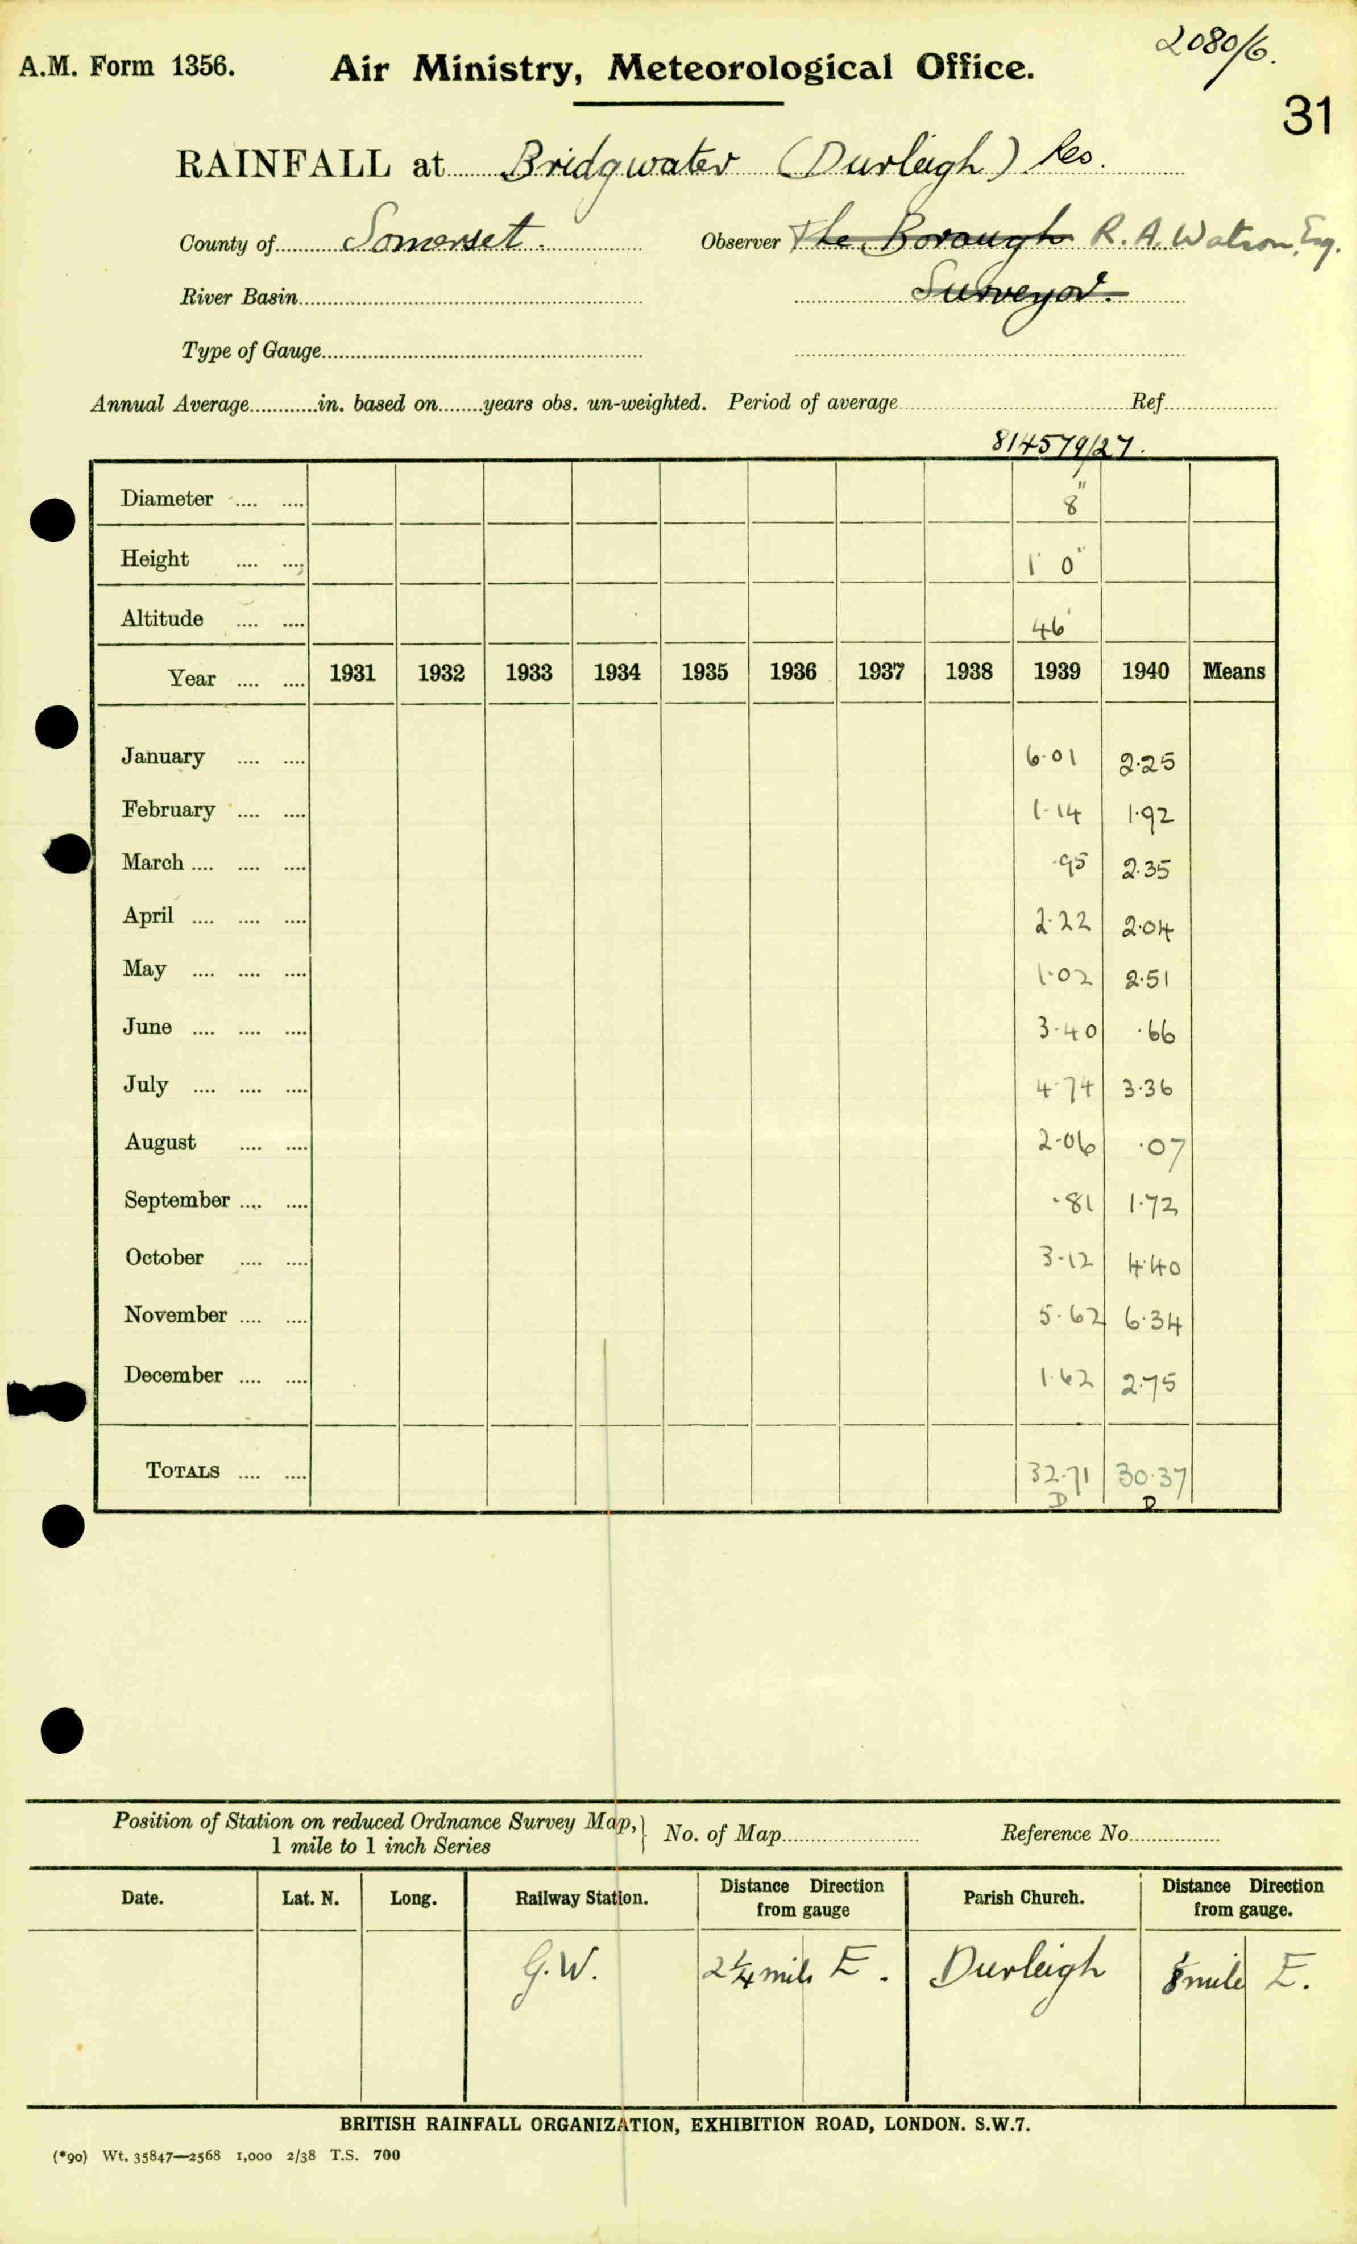 2080/6.
A.M. Form 1356. Air Ministry, Meteorological Office.
31
RAINFALL at Bridgwater (Durleigh) Res.
County of Somerset. Observer The Borough R. A. Watson, Esq.
River Basin Surveyor.
Type of Gauge
Annual Average in. based on years obs. un-weighted. Period of average Ref.
814579/27.
Diameter 8"
Height 1' 0"
Altitude 46'
Year 1931 1932 1933 1934 1935 1936 1937 1938 1939 1940 Means
January 6.01 2.25
February 1.14 1.92
March .95 2.35
April 2.22 2.04
May 1.02 2.51
June 3.40 .66
July 4.74 3.36
August 2.06 .07
September .81 1.72
October 3.12 4.40
November 5.62 6.34
December 1.62 2.75
TOTALS 32.71 30.37
D D
Position of Station on reduced Ordnance Survey Map, 1 mile to 1 inch Series } No. of Map Reference No.
Date. Lat. N. Long. Railway Station. Distance Direction from gauge Parish Church. Distance Direction from gauge.
G.W. 2¼ mils E. Durleigh ⅛ mile E.
BRITISH RAINFALL ORGANIZATION, EXHIBITION ROAD, LONDON. S.W.7.
(*90) Wt. 35847—2568 1,000 2/38 T.S. 700